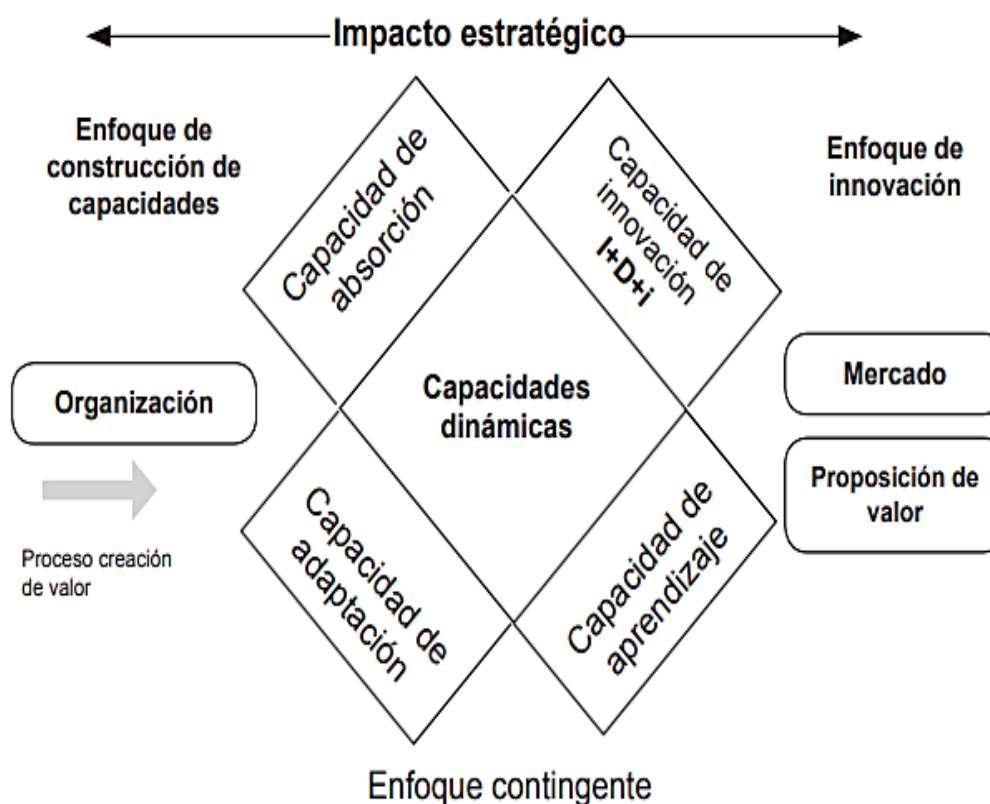 Impacto estratégico
Enfoque de
construcción de
capacidades
Capacidad de
absorción
Capacidad de
innovación
I+D+i
Enfoque de
innovación
Organización
Capacidades
dinámicas
Mercado
Proposición de
valor
Proceso creación
de valor
Capacidad de
adaptación
Capacidad de
aprendizaje
Enfoque contingente